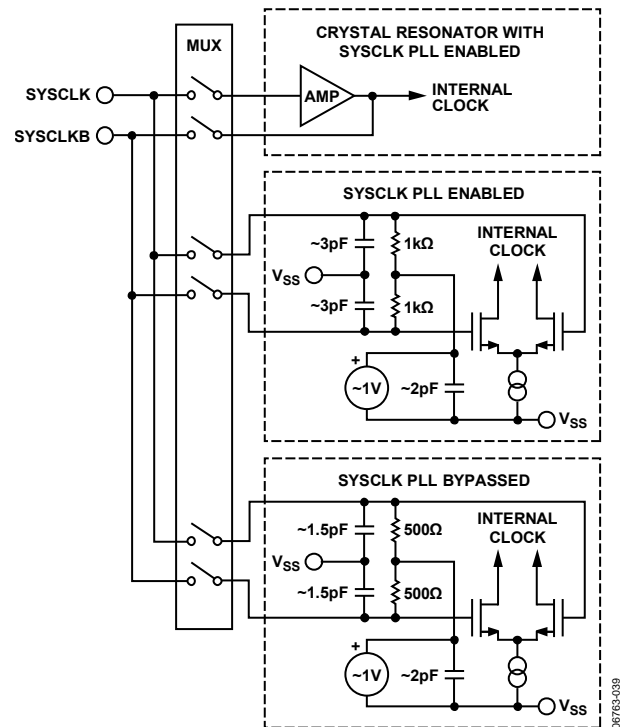 MUX
CRYSTAL RESONATOR WITH
SYSCLK PLL ENABLED
SYSCLK
SYSCLKB
AMP
INTERNAL
CLOCK
SYSCLK PLL ENABLED
~3pF
1kΩ
INTERNAL
CLOCK
VSS
~3pF
1kΩ
+
~1V
~2pF
VSS
SYSCLK PLL BYPASSED
~1.5pF
500Ω
INTERNAL
CLOCK
VSS
~1.5pF
500Ω
+
~1V
~2pF
VSS
06763-039